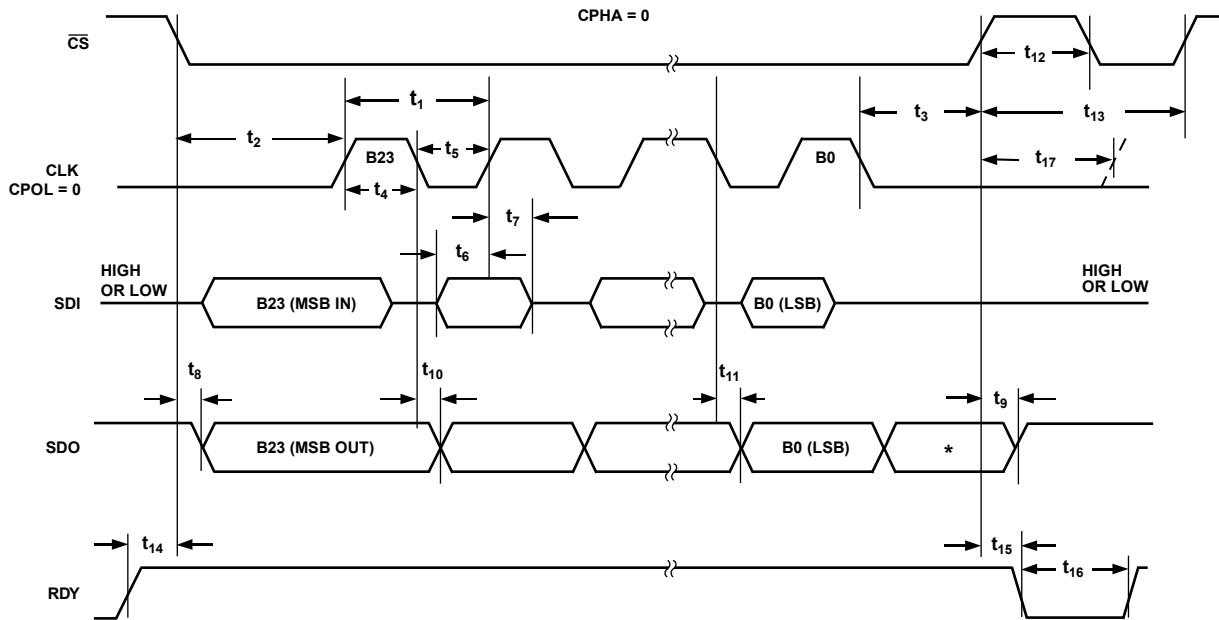 CPHA = 0
CS
t12
t1
t3
t13
t2
B23
t5
B0
t17
CLK
CPOL = 0
t4
t7
t6
HIGH
OR LOW
HIGH
OR LOW
SDI
B23 (MSB IN)
B0 (LSB)
t8
t10
t11
t9
SDO
B23 (MSB OUT)
B0 (LSB)
*
t14
t15
t16
RDY